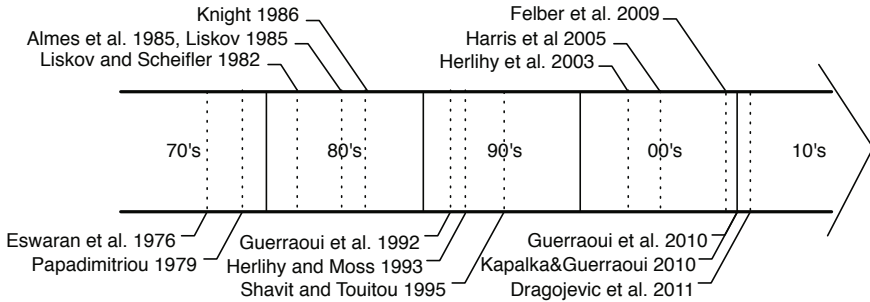 Knight 1986
Almes et al. 1985, Liskov 1985
Liskov and Scheifler 1982
Felber et al. 2009
Harris et al 2005
Herlihy et al. 2003
70's
80's
90's
00's
10's
Eswaran et al. 1976
Papadimitriou 1979
Guerraoui et al. 1992
Herlihy and Moss 1993
Shavit and Touitou 1995
Guerraoui et al. 2010
Kapalka&Guerraoui 2010
Dragojevic et al. 2011